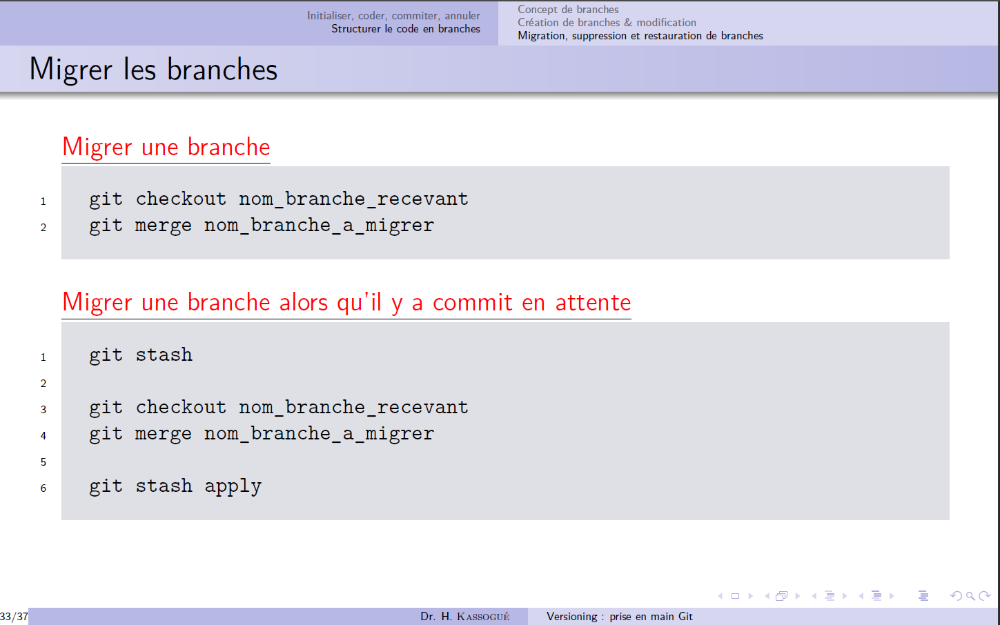 Initialiser, coder, commiter, annuler
Structurer le code en branches
Concept de branches
Création de branches & modification
Migration, suppression et restauration de branches
Migrer les branches
Migrer une branche
1 git checkout nom_branche_recevant
2 git merge nom_branche_a_migrer
Migrer une branche alors qu'il y a commit en attente
1 git stash
2
3 git checkout nom_branche_recevant
4 git merge nom_branche_a_migrer
5
6 git stash apply
33/37 Dr. H. KASSOGUÉ Versioning : prise en main Git